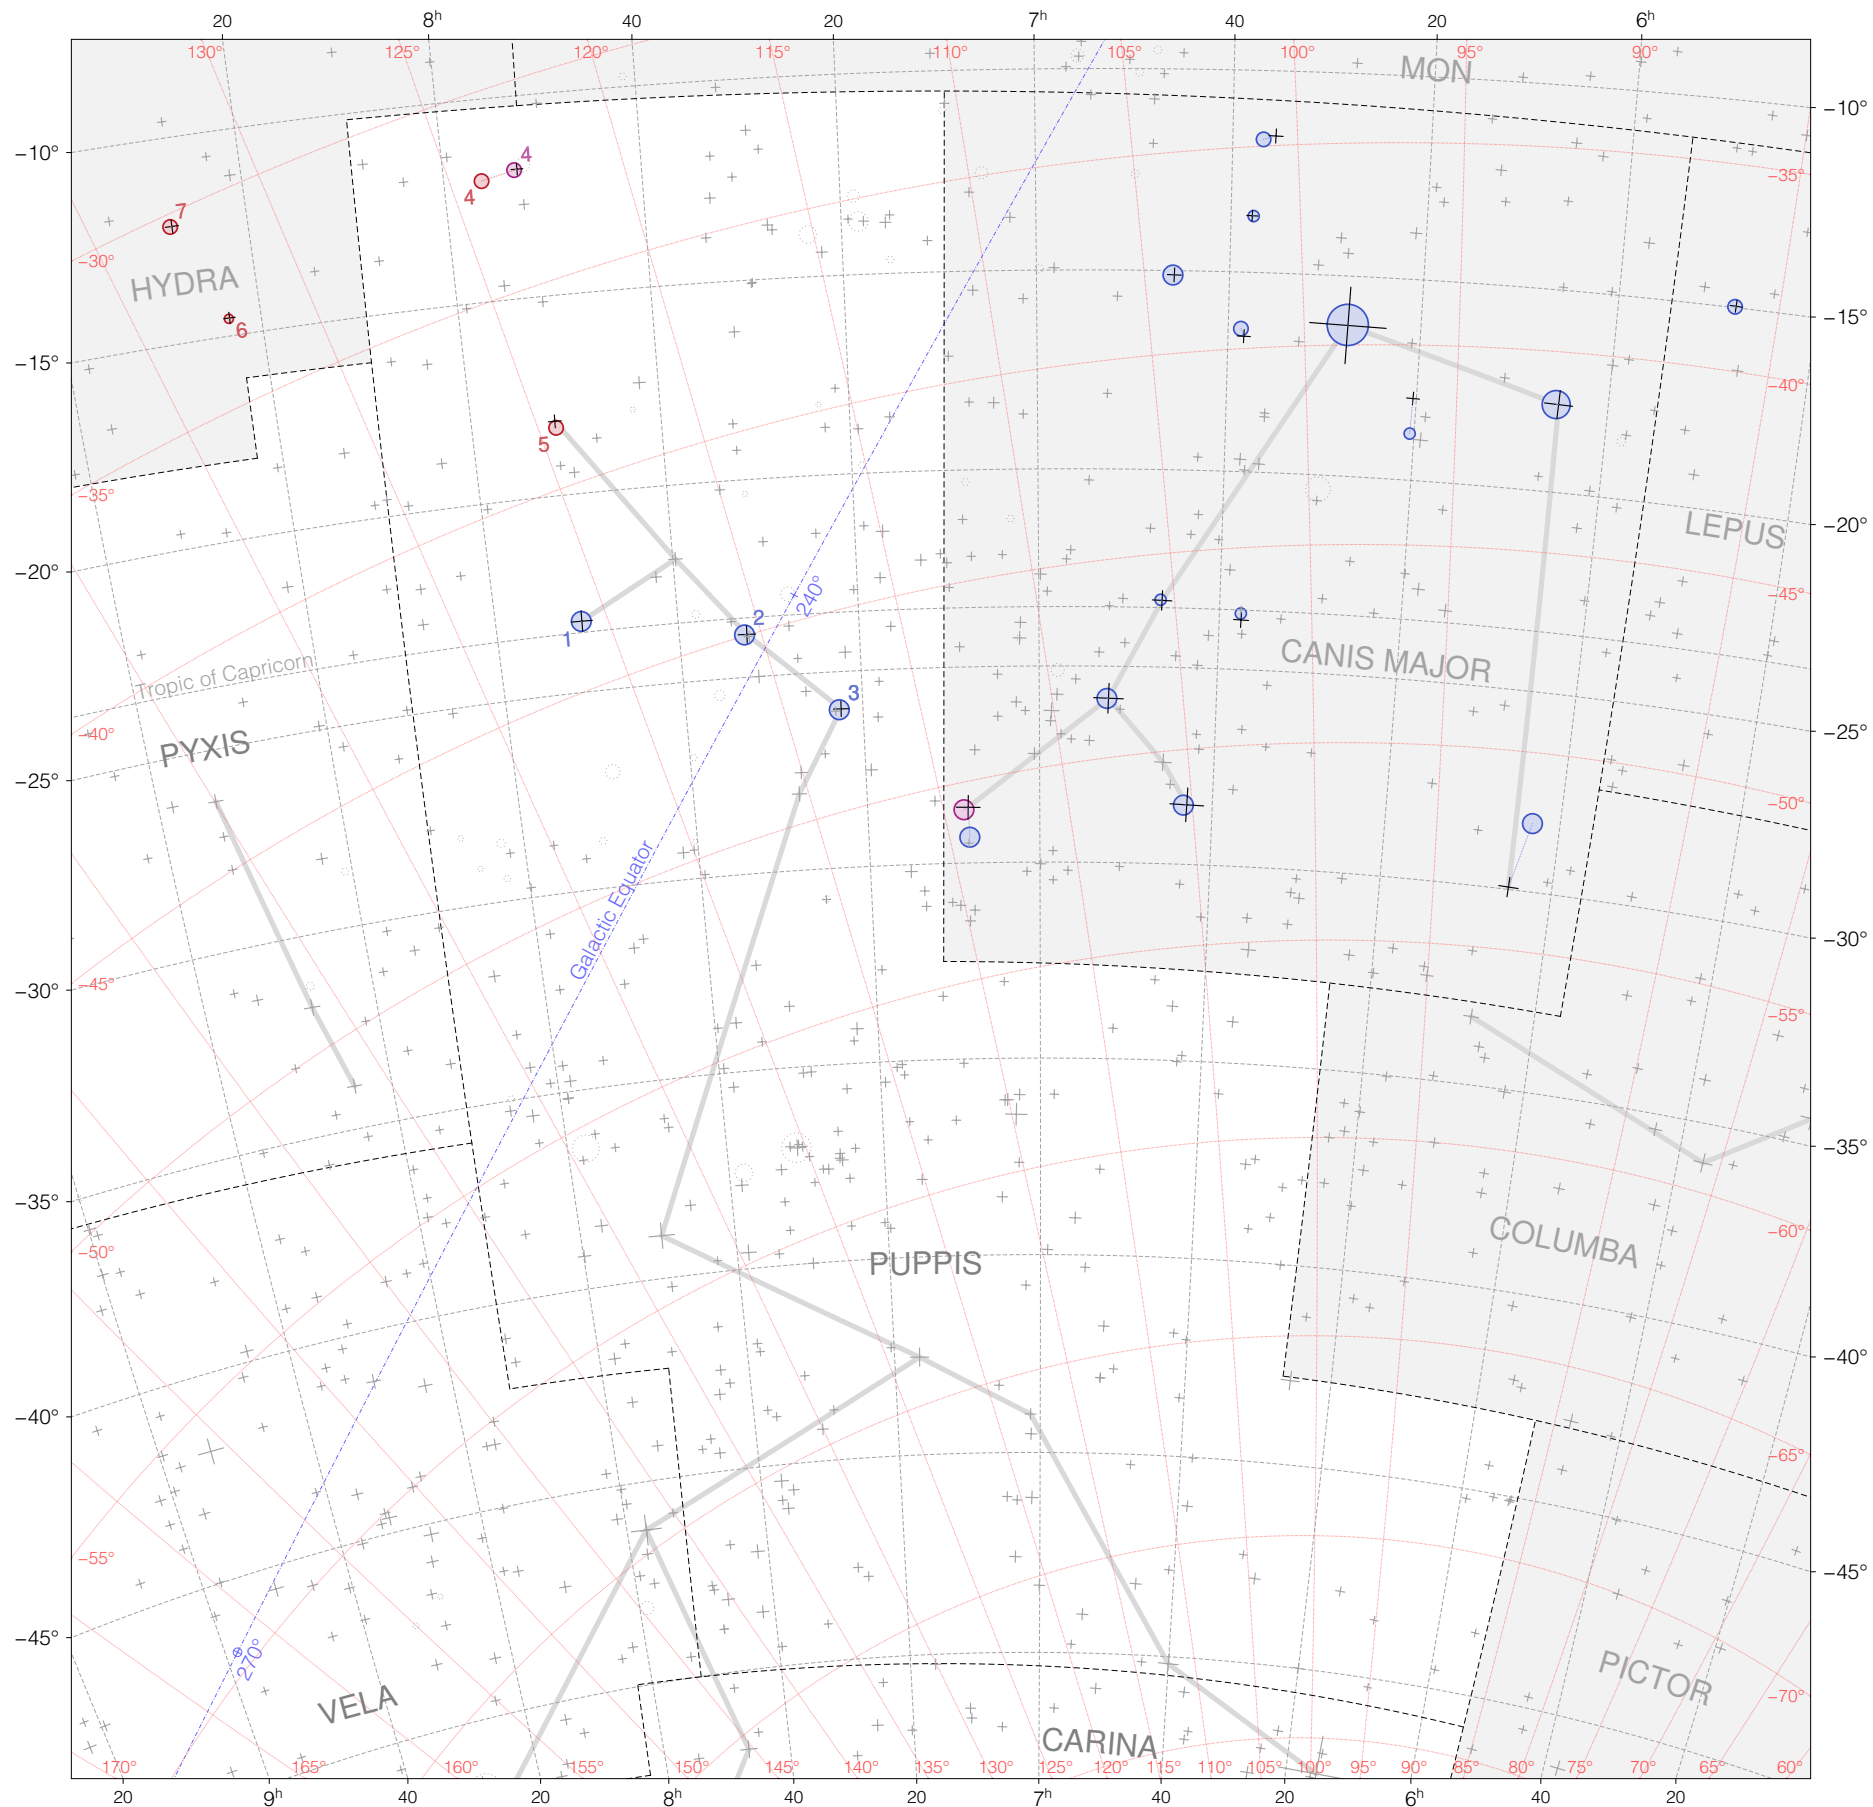 20 8h 40 20 7h 40 20 6h
130° 125° 120° 115° 110° 105° 100° 95° 90°
MON
−10°
−10°
4
4
−35°
7
−30°
HYDRA
6
−15°
−15°
−40°
5
−35°
−20°
LEPUS
−20°
240°
−45°
2
1
CANIS MAJOR
Tropic of Capricorn
3
−40°
PYXIS
−25°
−25°
−50°
Galactic Equator
−30°
−45°
−30°
−55°
−35°
−35°
−60°
COLUMBA
−50°
PUPPIS
−40°
−40°
−65°
−55°
−45°
−45°
270°
PICTOR
−70°
VELA
CARINA
170° 165° 160° 155° 150° 145° 140° 135° 130° 125° 120° 115° 110° 105° 100° 95° 90° 85° 80° 75° 70° 65° 60°
20 9h 40 20 8h 40 20 7h 40 20 6h 40 20